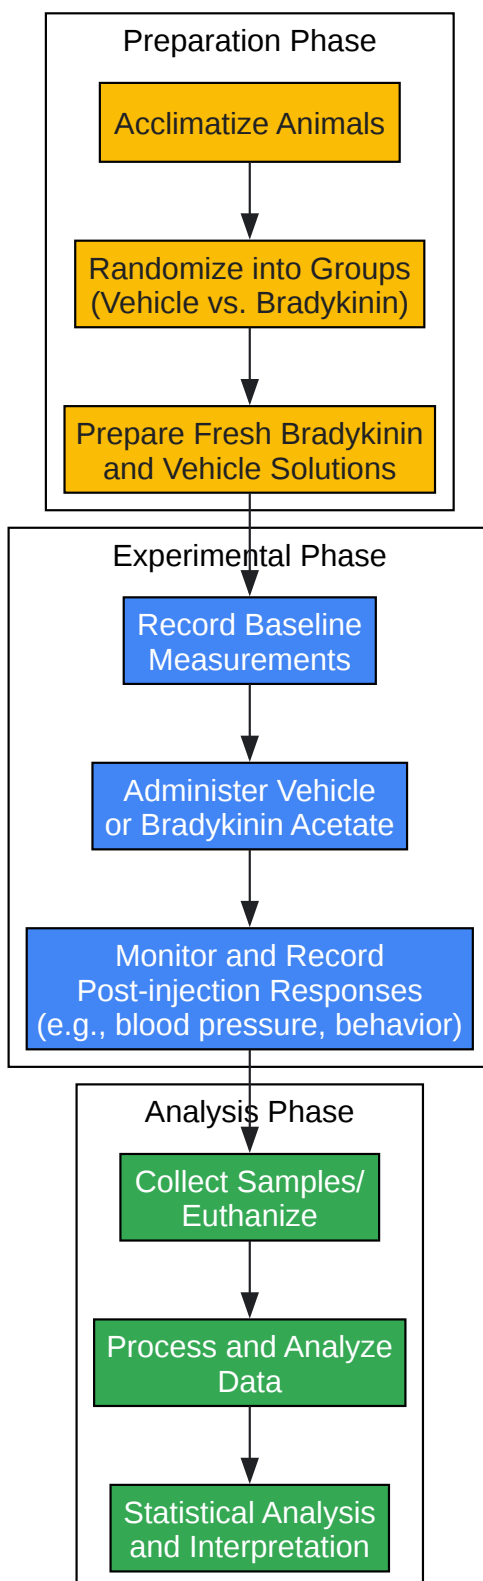 Preparation Phase
Acclimatize Animals
Randomize into Groups
(Vehicle vs. Bradykinin)
Prepare Fresh Bradykinin
and Vehicle Solutions
Experimental Phase
Record Baseline
Measurements
Administer Vehicle
or Bradykinin Acetate
Monitor and Record
Post-injection Responses
(e.g., blood pressure, behavior)
Analysis Phase
Collect Samples/
Euthanize
Process and Analyze
Data
Statistical Analysis
and Interpretation